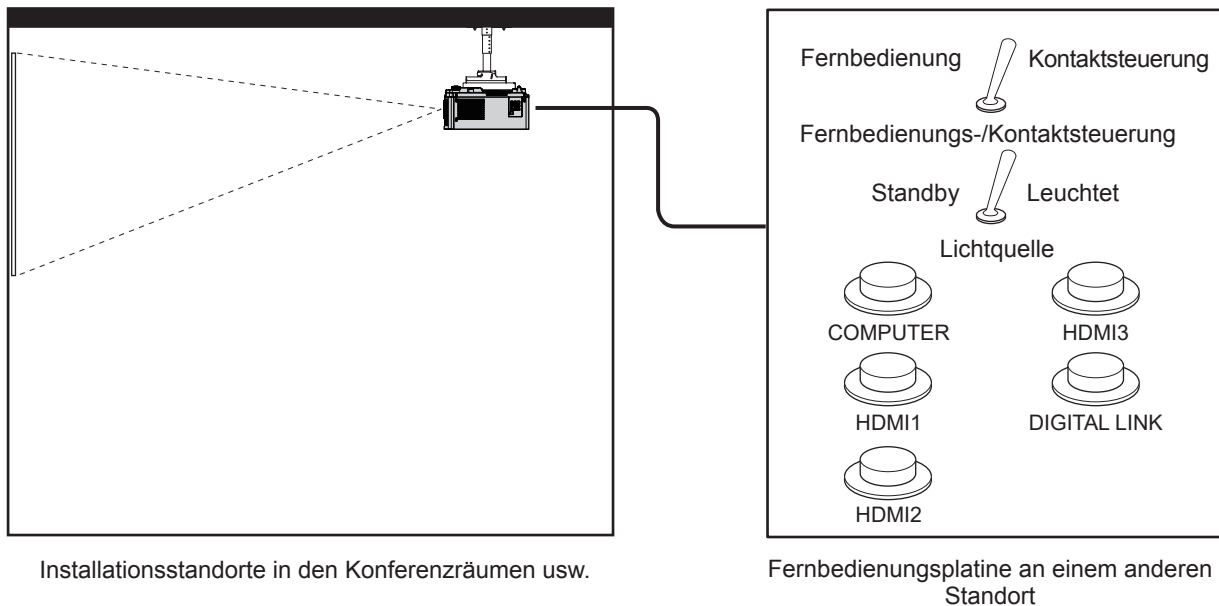 Fernbedienung
Kontaktsteuerung
Fernbedienungs-/Kontaktsteuerung
Standby
Leuchtet
Lichtquelle
COMPUTER
HDMI3
HDMI1
DIGITAL LINK
HDMI2
Installationsstandorte in den Konferenzräumen usw.
Fernbedienungsplatine an einem anderen
Standort